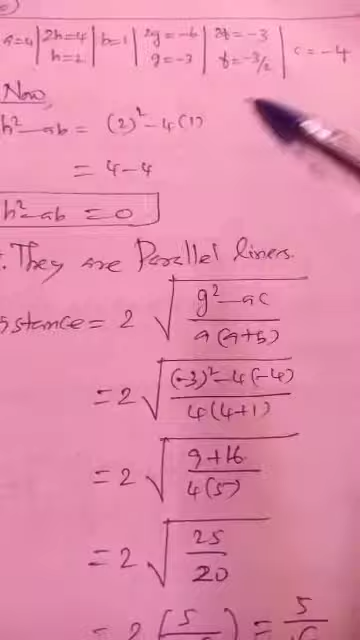 a=4 | 2h=4 | b=1 | 2g=-6 | 2f=-3 | c=-4
h=2 | g=-3 | f=-3/2
Now,
h²-ab = (2)²-4(1)
= 4-4
h²-ab = 0
They are Parallel liners.
stance = 2 √(g²-ac / a(a+b))
= 2 √((-3)²-4(-4) / 4(4+1))
= 2 √(9+16 / 4(5))
= 2 √(25 / 20)
= 2 (5 / ) = 5 /